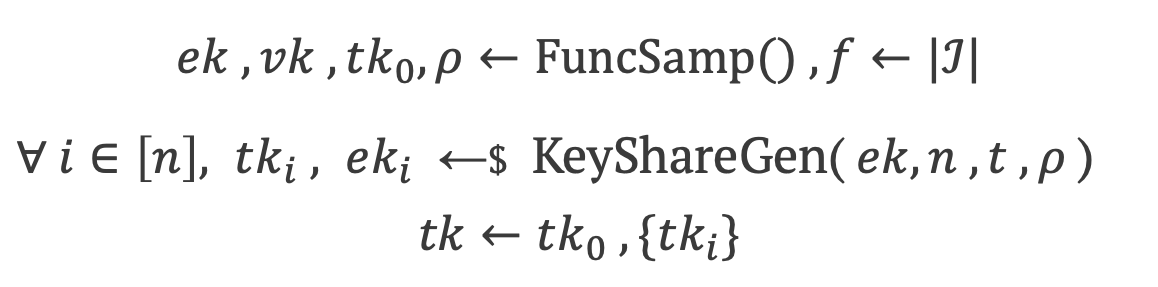 ek , vk , tk₀, ρ ← FuncSamp() , f ← |ℐ|
∀ i ∈ [n], tkᵢ , ekᵢ ←$ KeyShareGen( ek, n , t , ρ )
tk ← tk₀ , {tkᵢ}